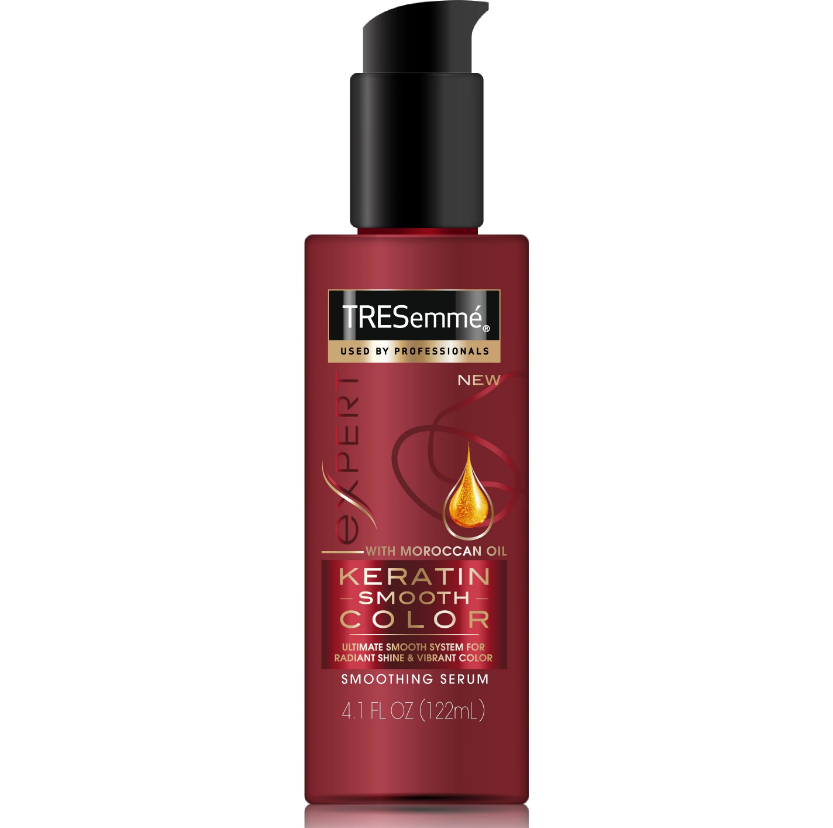 TRESemmé®
USED BY PROFESSIONALS
NEW
eXPERT
WITH MOROCCAN OIL
KERATIN
SMOOTH
COLOR
ULTIMATE SMOOTH SYSTEM FOR
RADIANT SHINE & VIBRANT COLOR
SMOOTHING SERUM
4.1 FL OZ (122mL)